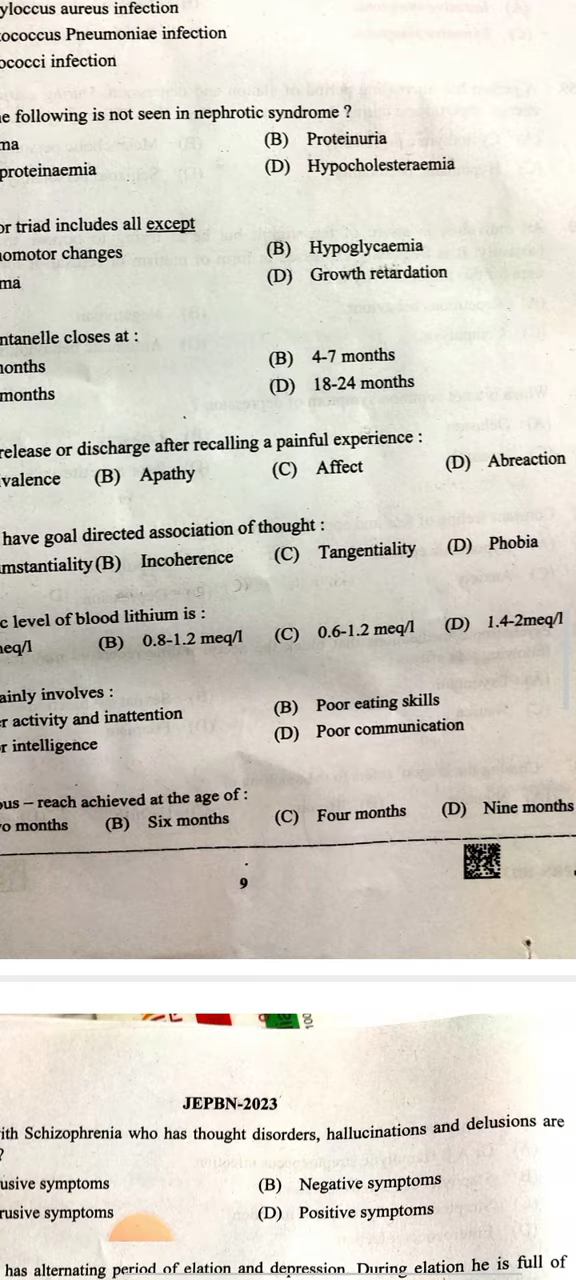 yloccus aureus infection
ococcus Pneumoniae infection
ococci infection
e following is not seen in nephrotic syndrome ?
ma (B) Proteinuria
proteinaemia (D) Hypocholesteraemia
or triad includes all except
omotor changes (B) Hypoglycaemia
ma (D) Growth retardation
ntanelle closes at :
onths (B) 4-7 months
months (D) 18-24 months
release or discharge after recalling a painful experience :
valence (B) Apathy (C) Affect (D) Abreaction
have goal directed association of thought :
mstantiality (B) Incoherence (C) Tangentiality (D) Phobia
c level of blood lithium is :
eq/l (B) 0.8-1.2 meq/l (C) 0.6-1.2 meq/l (D) 1.4-2meq/l
ainly involves :
r activity and inattention (B) Poor eating skills
r intelligence (D) Poor communication
ous – reach achieved at the age of :
o months (B) Six months (C) Four months (D) Nine months
9
100
JEPBN-2023
ith Schizophrenia who has thought disorders, hallucinations and delusions are
?
usive symptoms (B) Negative symptoms
rusive symptoms (D) Positive symptoms
has alternating period of elation and depression. During elation he is full of